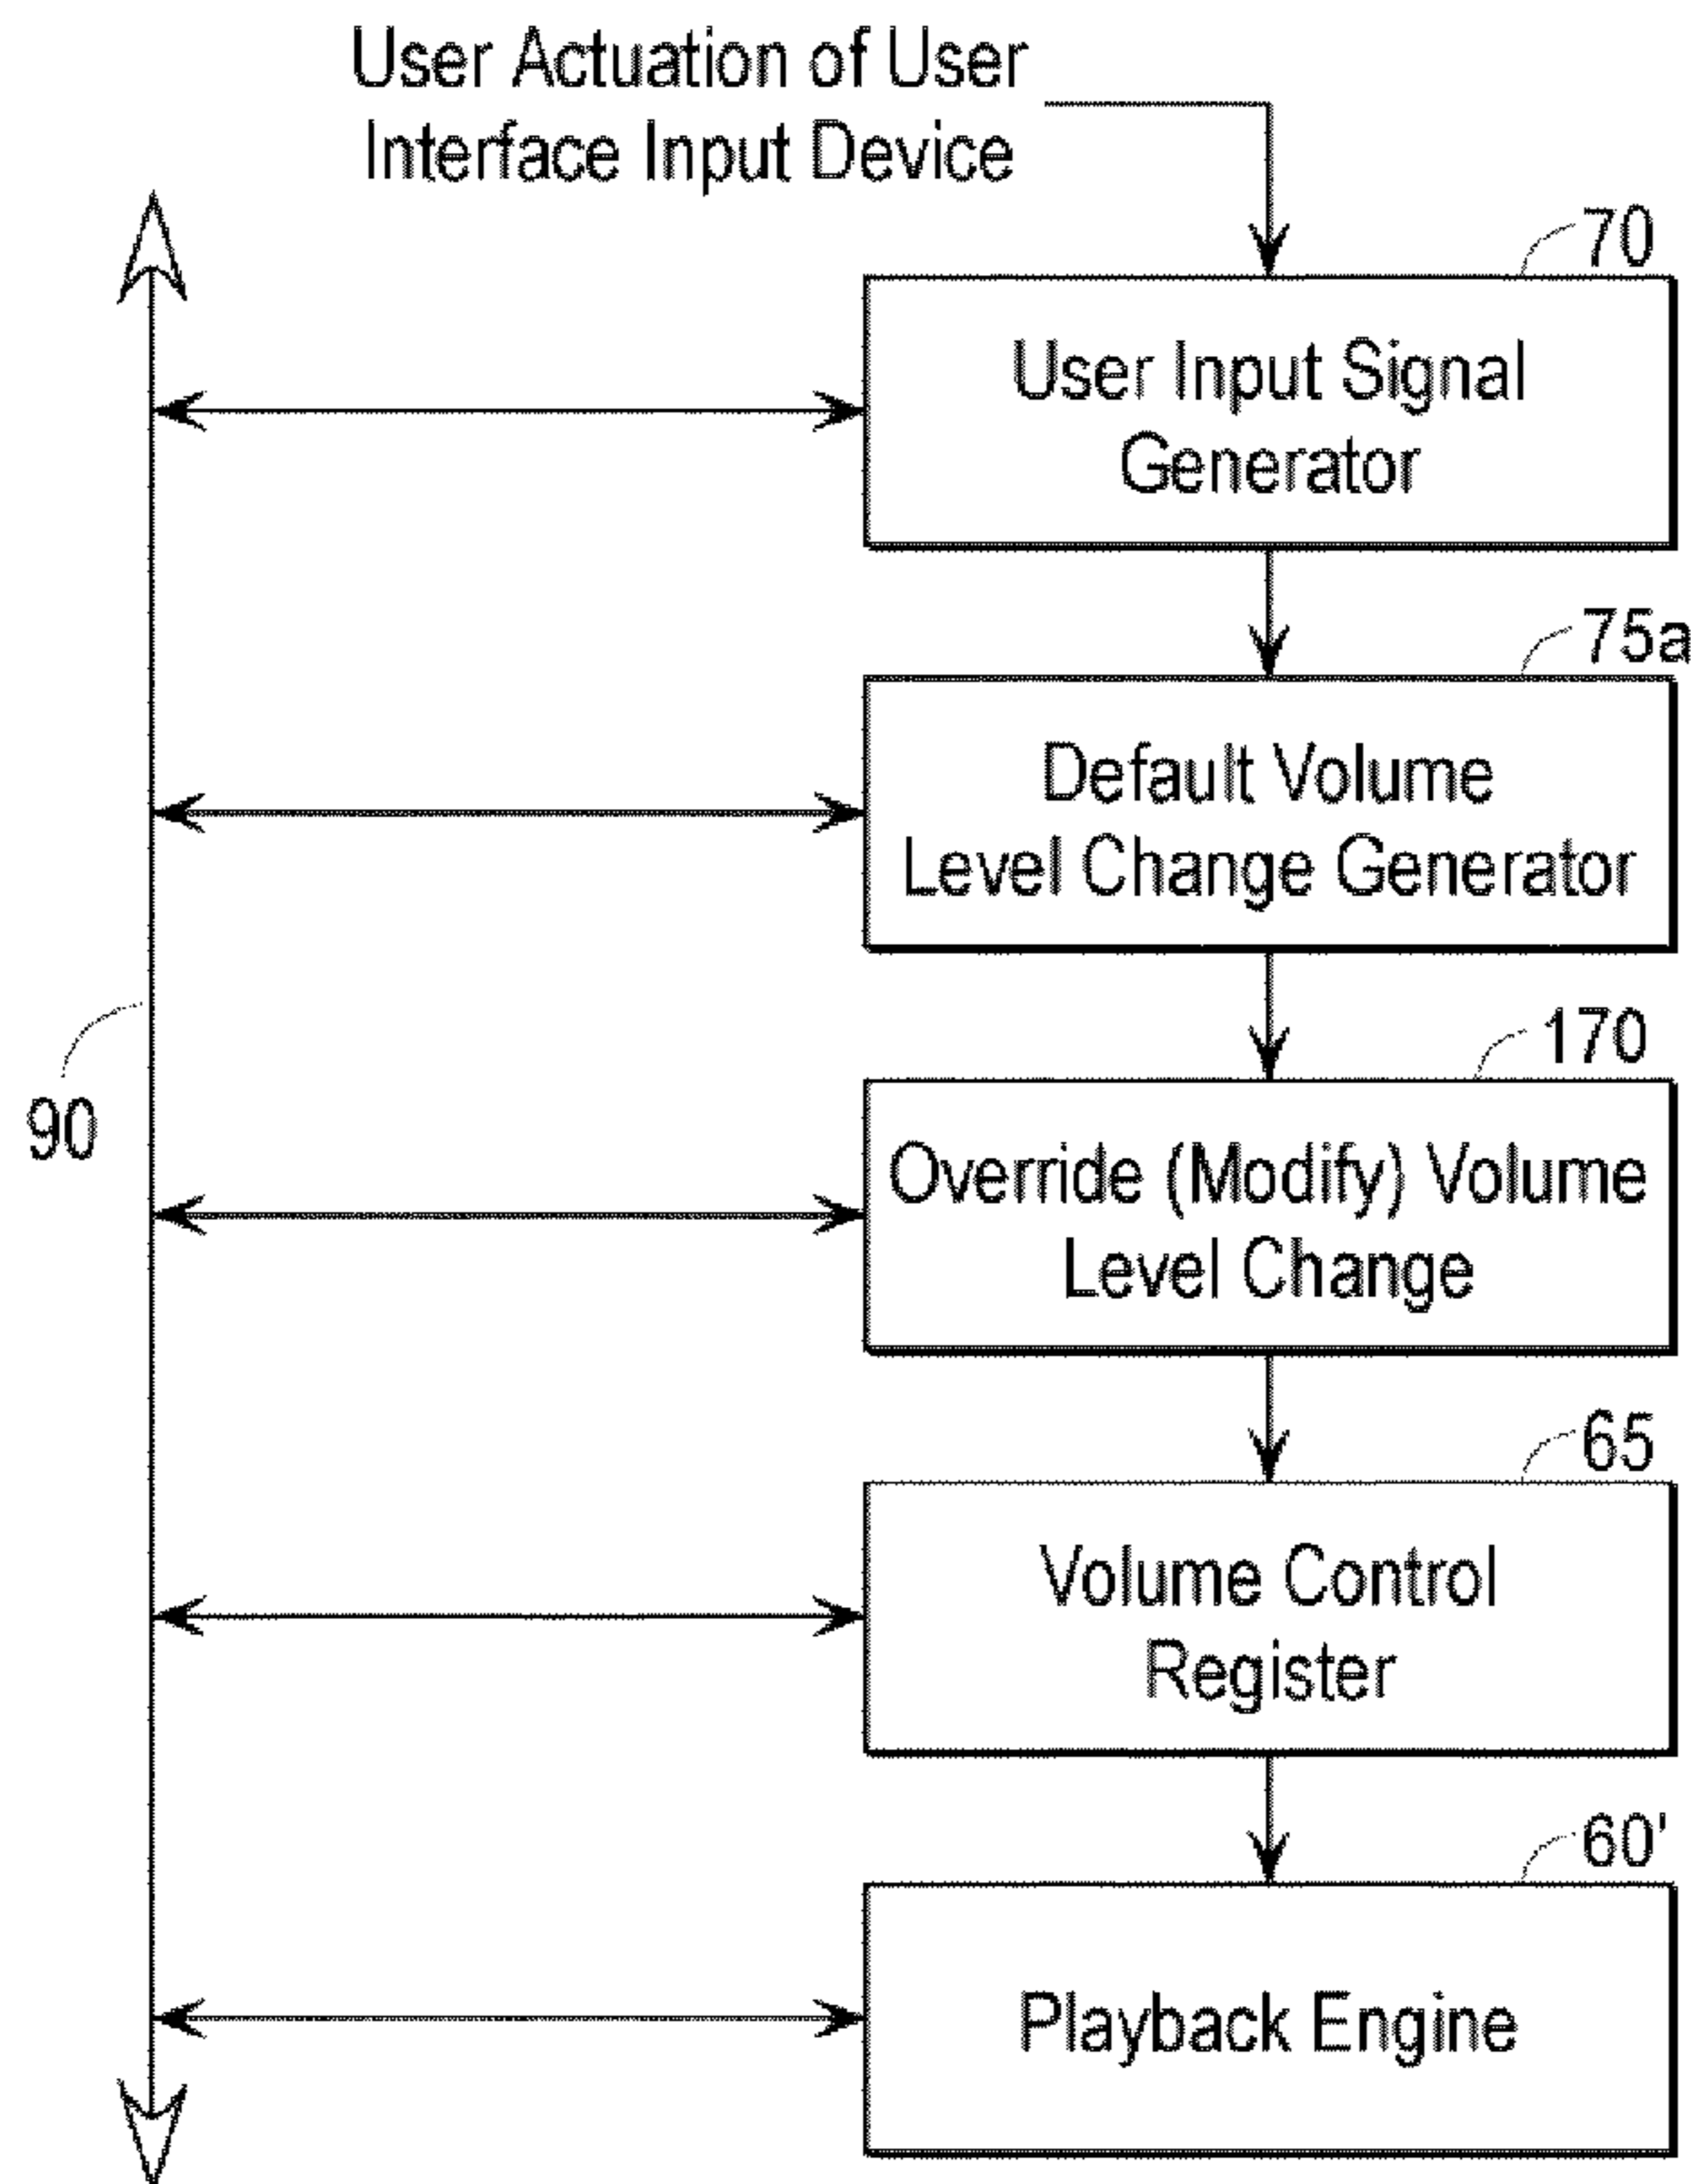 User Actuation of User
Interface Input Device
70
User Input Signal
Generator
75a
Default Volume
Level Change Generator
90
170
Override (Modify) Volume
Level Change
65
Volume Control
Register
60'
Playback Engine